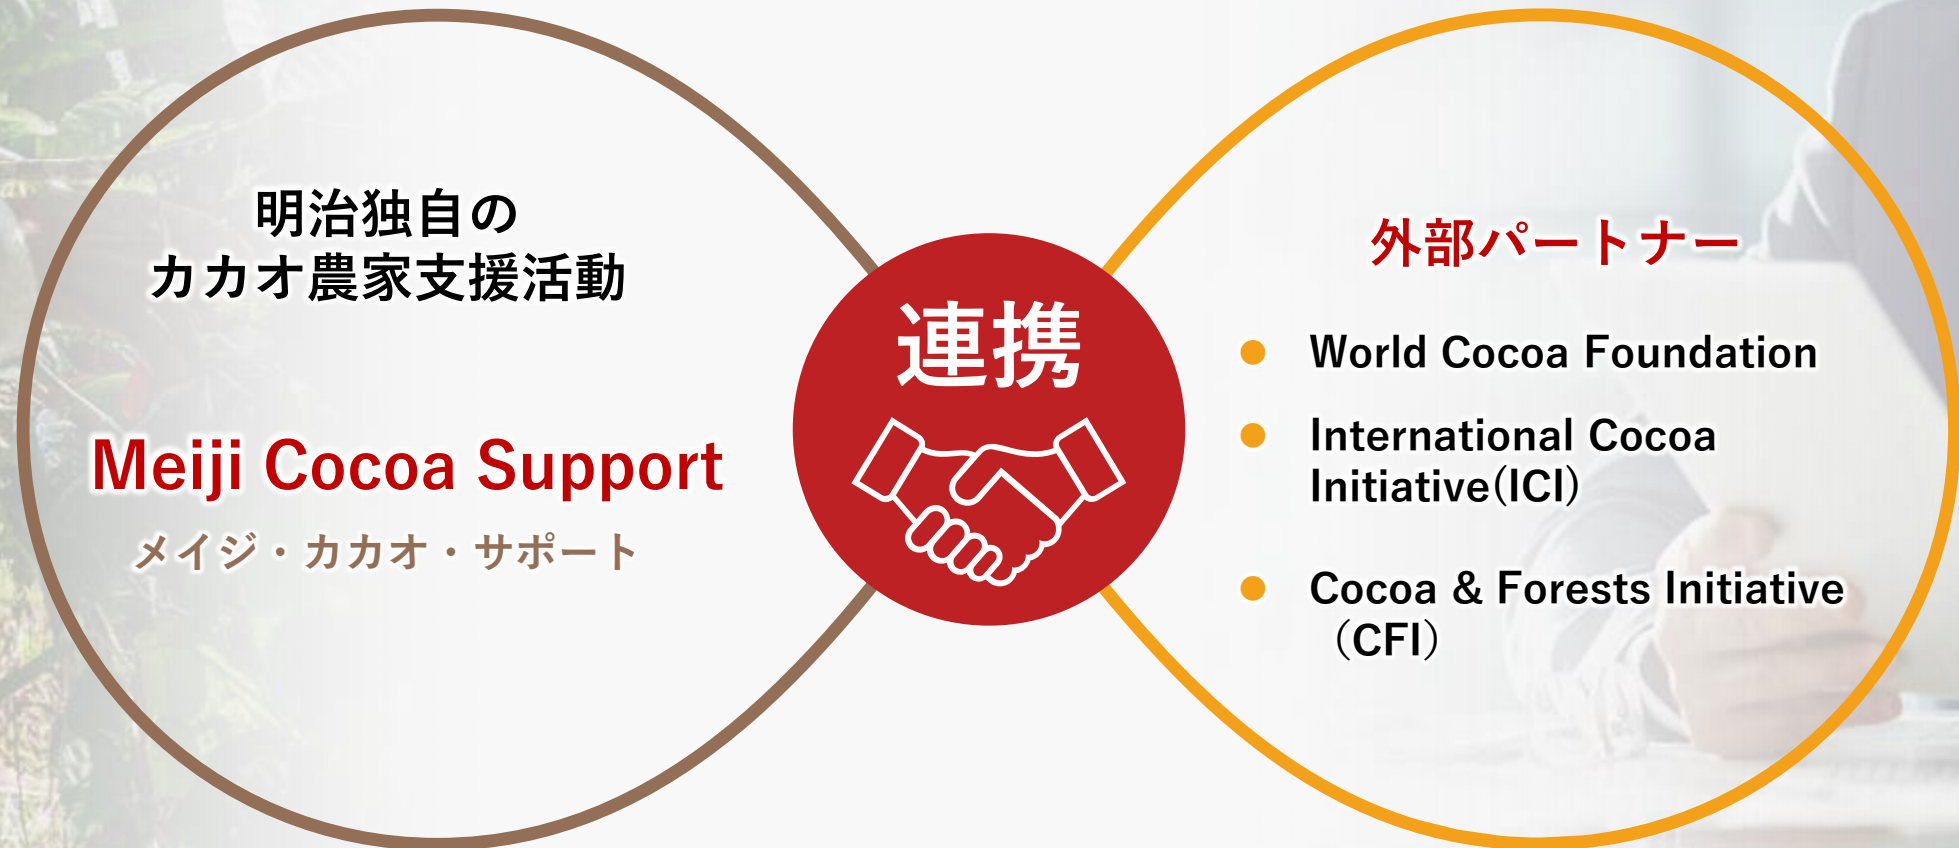 明治独自の
カカオ農家支援活動
Meiji Cocoa Support
メイジ・カカオ・サポート
連携
外部パートナー
● World Cocoa Foundation
● International Cocoa
Initiative(ICI)
● Cocoa & Forests Initiative
（CFI）